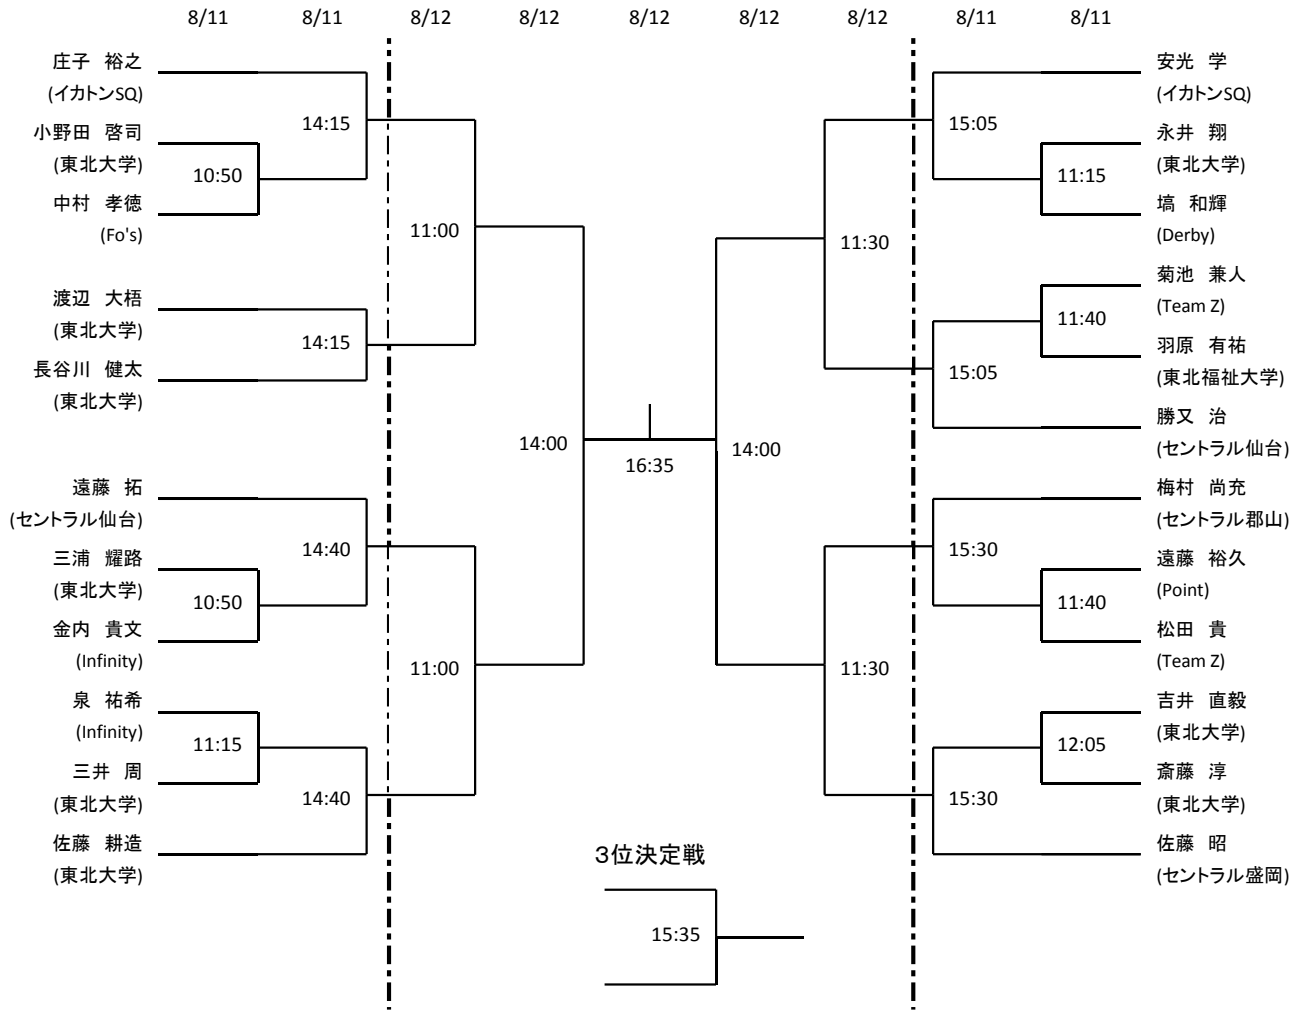 8/11 8/11 8/12 8/12 8/12 8/12 8/12 8/11 8/11
庄子 裕之
(イカトンSQ)
小野田 啓司
(東北大学)
中村 孝徳
(Fo's)
渡辺 大梧
(東北大学)
長谷川 健太
(東北大学)
遠藤 拓
(セントラル仙台)
三浦 耀路
(東北大学)
金内 貴文
(Infinity)
泉 祐希
(Infinity)
三井 周
(東北大学)
佐藤 耕造
(東北大学)
10:50
10:50
11:15
14:15
14:15
14:40
14:40
11:00
11:00
14:00
16:35
14:00
11:30
11:30
15:05
15:05
15:30
15:30
11:15
11:40
11:40
12:05
安光 学
(イカトンSQ)
永井 翔
(東北大学)
塙 和輝
(Derby)
菊池 兼人
(Team Z)
羽原 有祐
(東北福祉大学)
勝又 治
(セントラル仙台)
梅村 尚充
(セントラル郡山)
遠藤 裕久
(Point)
松田 貴
(Team Z)
吉井 直毅
(東北大学)
斎藤 淳
(東北大学)
佐藤 昭
(セントラル盛岡)
３位決定戦
15:35